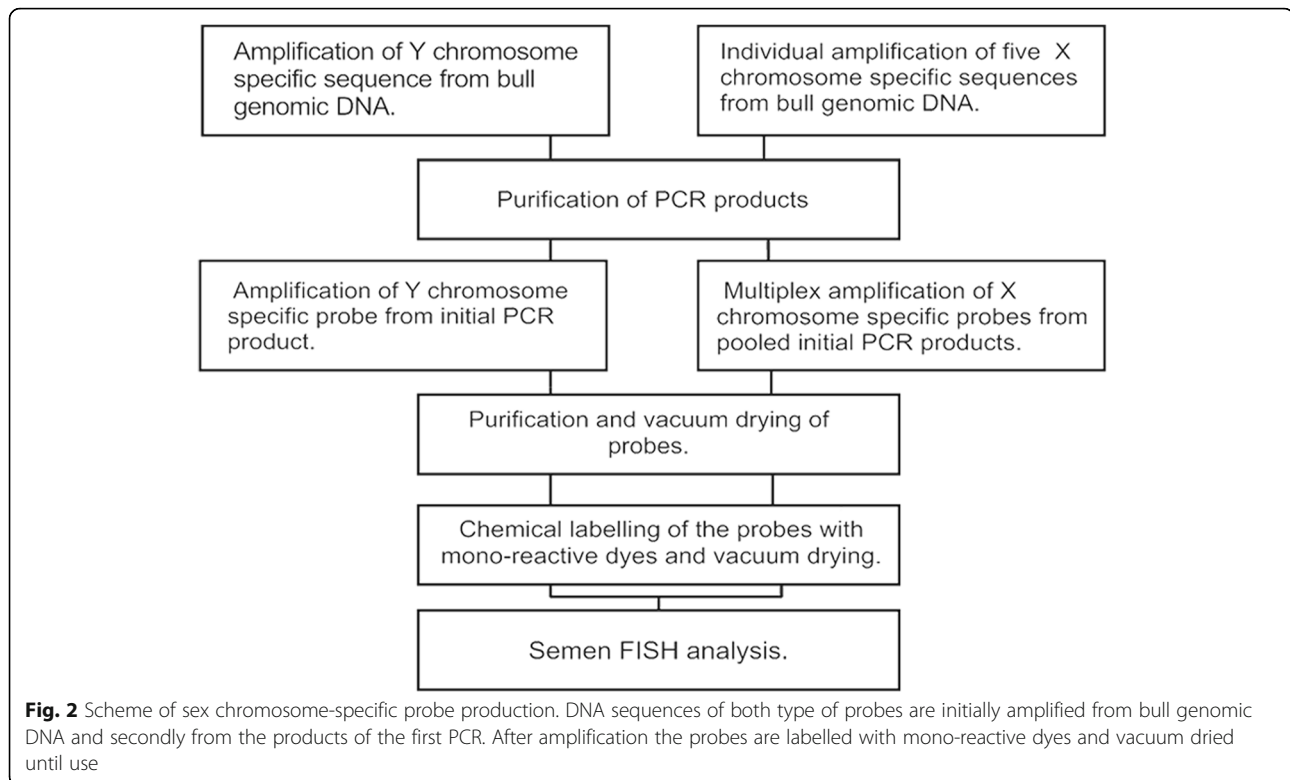 Amplification of Y chromosome
specific sequence from bull
genomic DNA.
Individual amplification of five X
chromosome specific sequences
from bull genomic DNA.
Purification of PCR products
Amplification of Y chromosome
specific probe from initial PCR
product.
Multiplex amplification of X
chromosome specific probes from
pooled initial PCR products.
Purification and vacuum drying of
probes.
Chemical labelling of the probes with
mono-reactive dyes and vacuum drying.
Semen FISH analysis.
Fig. 2 Scheme of sex chromosome-specific probe production. DNA sequences of both type of probes are initially amplified from bull genomic
DNA and secondly from the products of the first PCR. After amplification the probes are labelled with mono-reactive dyes and vacuum dried
until use